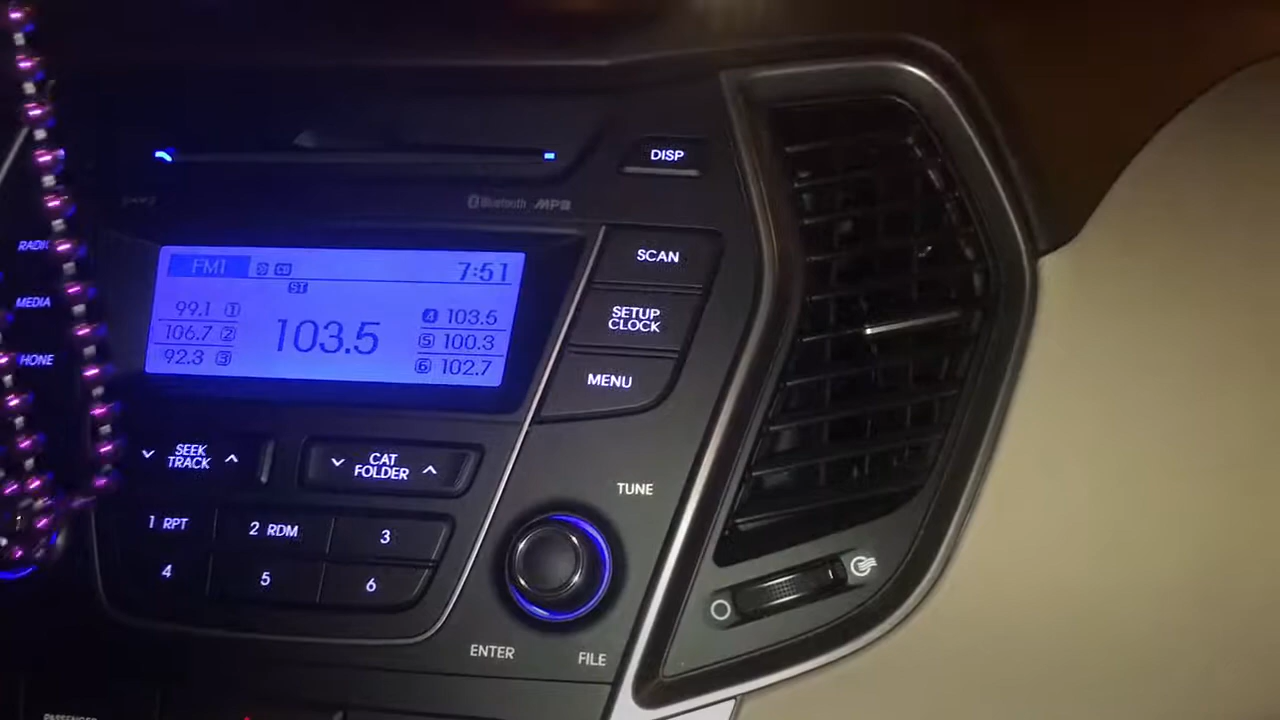 DISP
Bluetooth MP3
RADIO
SCAN
FM1 7:51
ST
MEDIA
99.1 1
106.7 2
92.3 3
103.5
4 103.5
5 100.3
6 102.7
SETUP
CLOCK
MENU
HONE
SEEK
TRACK
CAT
FOLDER
TUNE
1 RPT
2 RDM
3
4
5
6
ENTER
FILE
PASSENGER